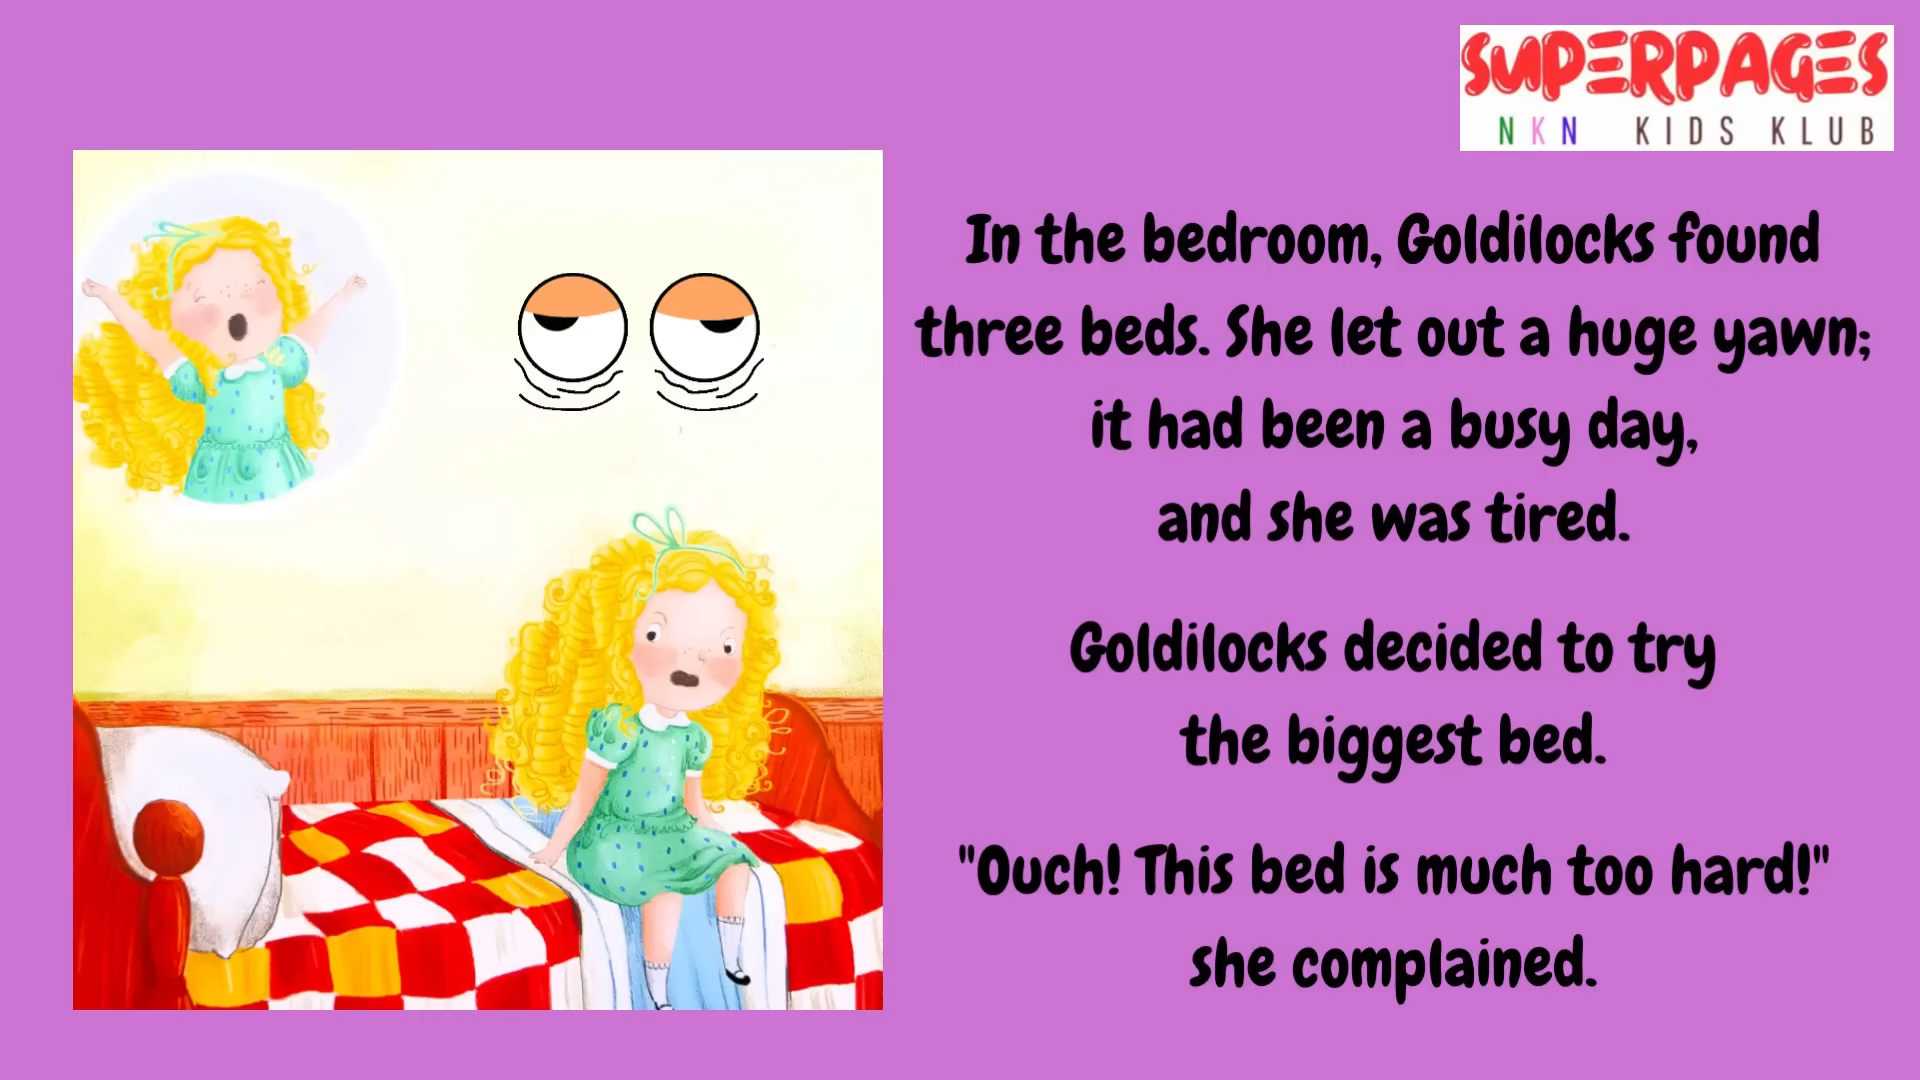 SUPERPAGES
NKN KIDS KLUB
In the bedroom, Goldilocks found
three beds. She let out a huge yawn;
it had been a busy day,
and she was tired.
Goldilocks decided to try
the biggest bed.
"Ouch! This bed is much too hard!"
she complained.